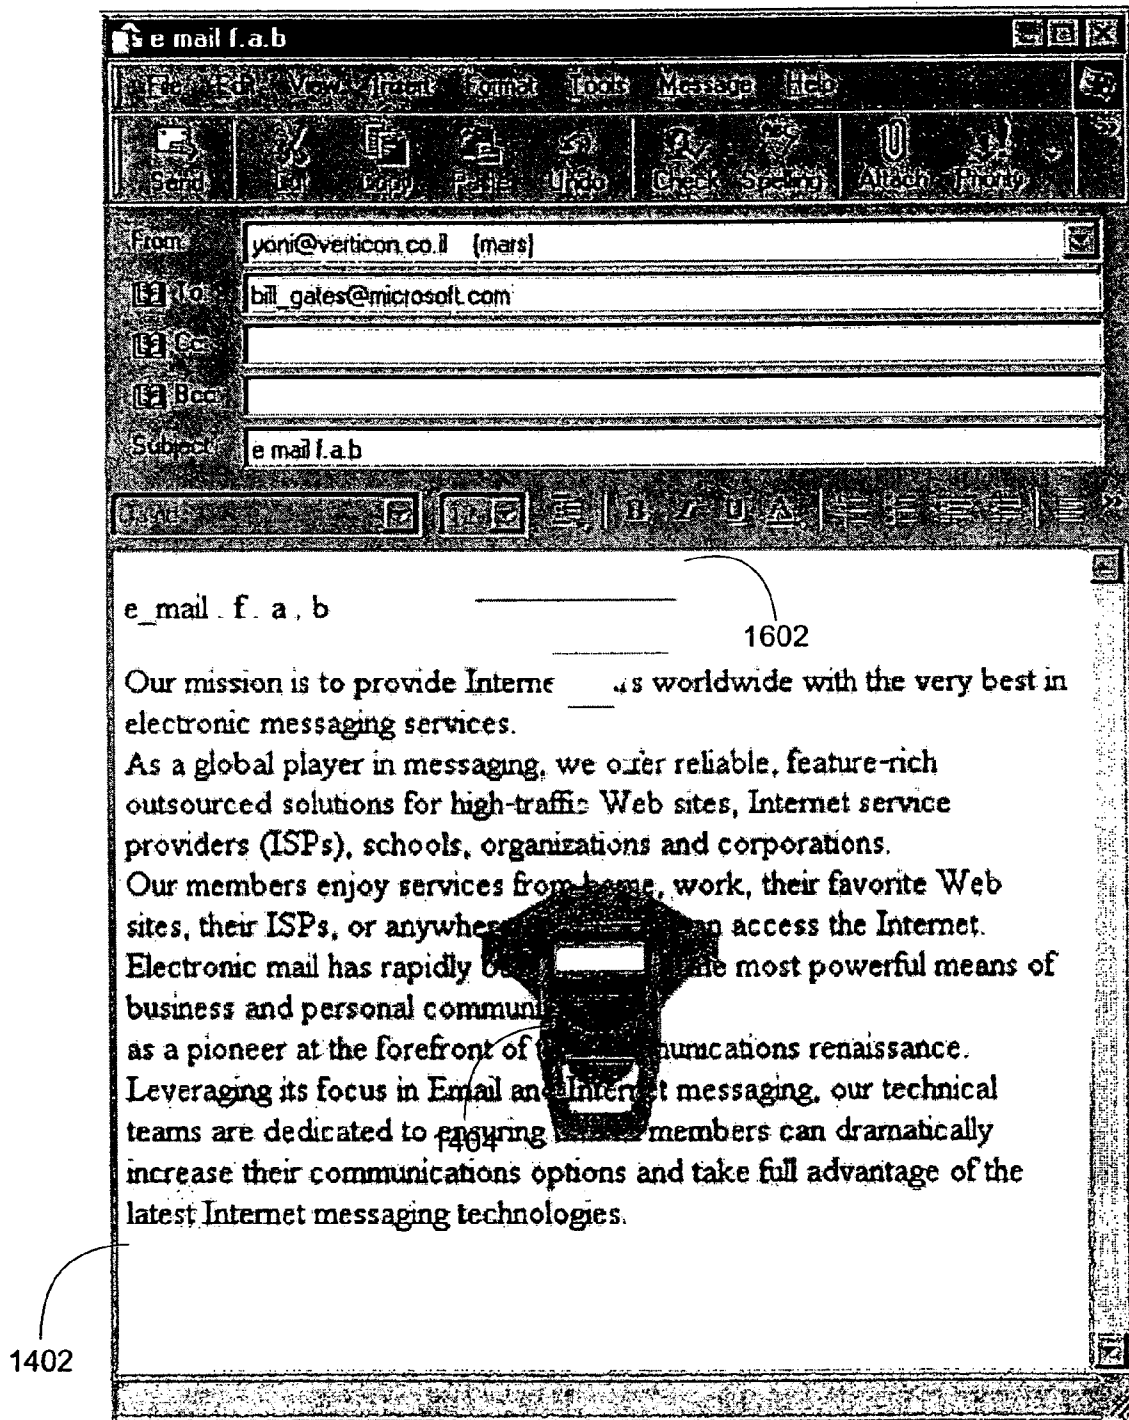 e mail f.a.b
File Edit View Insert Format Tools Message Help
Send Cut Copy Paste Undo Check Spelling Attach Priority
From: yoni@verticon.co.il (mars)
To: bill_gates@microsoft.com
Cc:
Bcc:
Subject: e mail f.a.b
B I U A
e_mail . f . a . b
1602
Our mission is to provide Interne s worldwide with the very best in
electronic messaging services.
As a global player in messaging, we offer reliable, feature-rich
outsourced solutions for high-traffic Web sites, Internet service
providers (ISPs), schools, organizations and corporations.
Our members enjoy services from home, work, their favorite Web
sites, their ISPs, or anywhere access the Internet.
Electronic mail has rapidly most powerful means of
business and personal
as a pioneer at the forefront of renaissance.
Leveraging its focus in Email and Internet messaging, our technical
teams are dedicated to ensuring members can dramatically
1404
increase their communications options and take full advantage of the
latest Internet messaging technologies.
1402